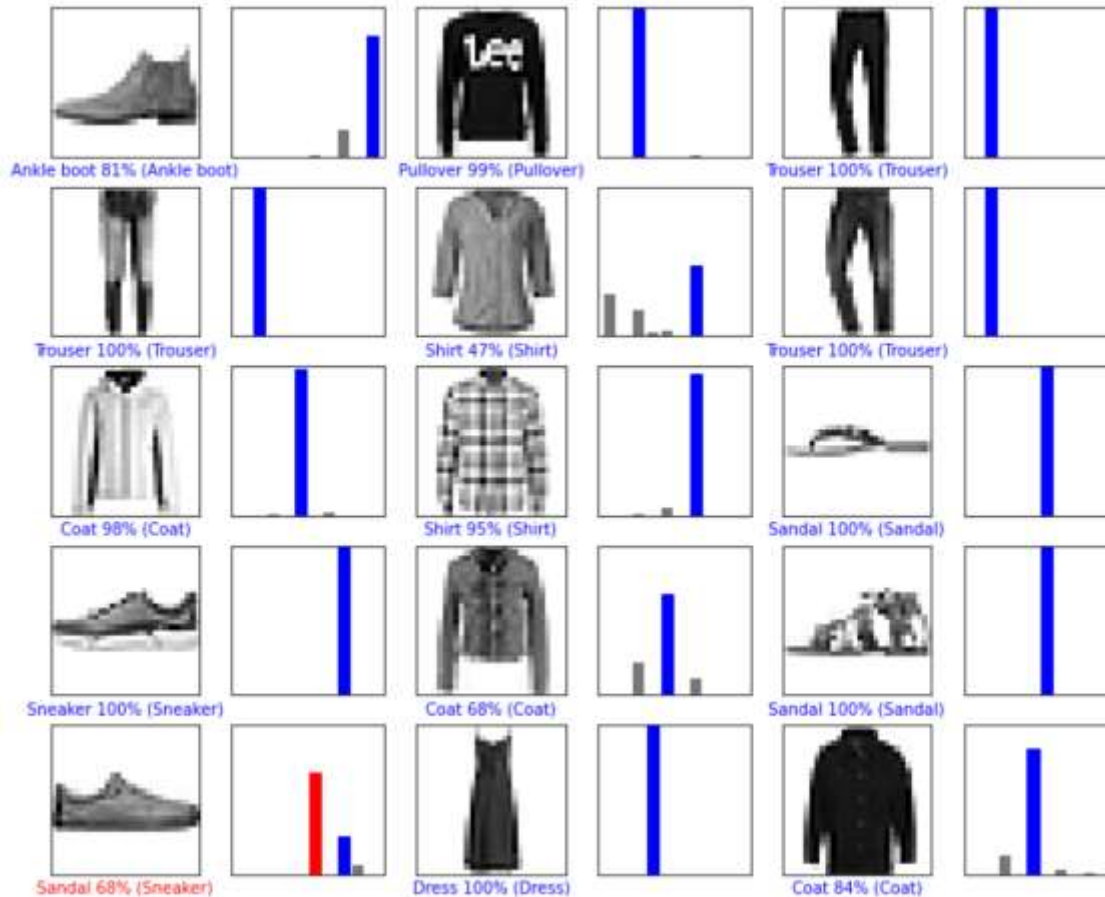 Lee
Ankle boot 81% (Ankle boot)
Pullover 99% (Pullover)
Trouser 100% (Trouser)
Trouser 100% (Trouser)
Shirt 47% (Shirt)
Trouser 100% (Trouser)
Coat 98% (Coat)
Shirt 95% (Shirt)
Sandal 100% (Sandal)
Sneaker 100% (Sneaker)
Coat 68% (Coat)
Sandal 100% (Sandal)
Sandal 68% (Sneaker)
Dress 100% (Dress)
Coat 84% (Coat)